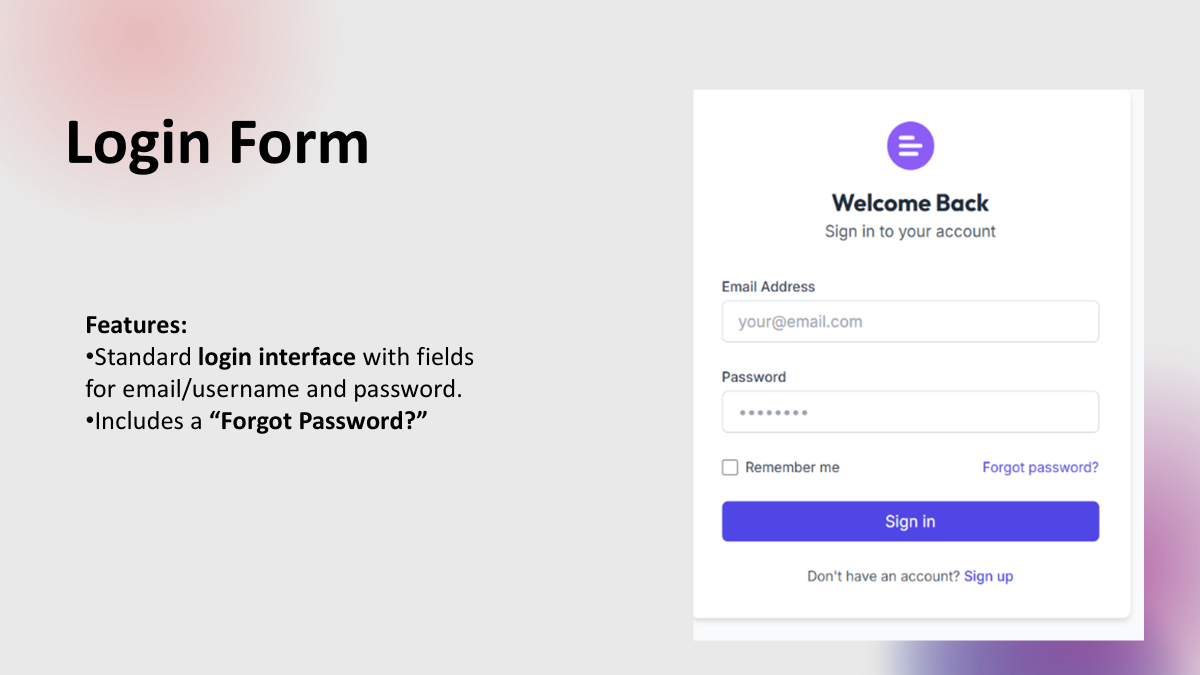 Login Form
Features:
•Standard login interface with fields
for email/username and password.
•Includes a “Forgot Password?”
Welcome Back
Sign in to your account
Email Address
your@email.com
Password
••••••••
Remember me
Forgot password?
Sign in
Don't have an account? Sign up